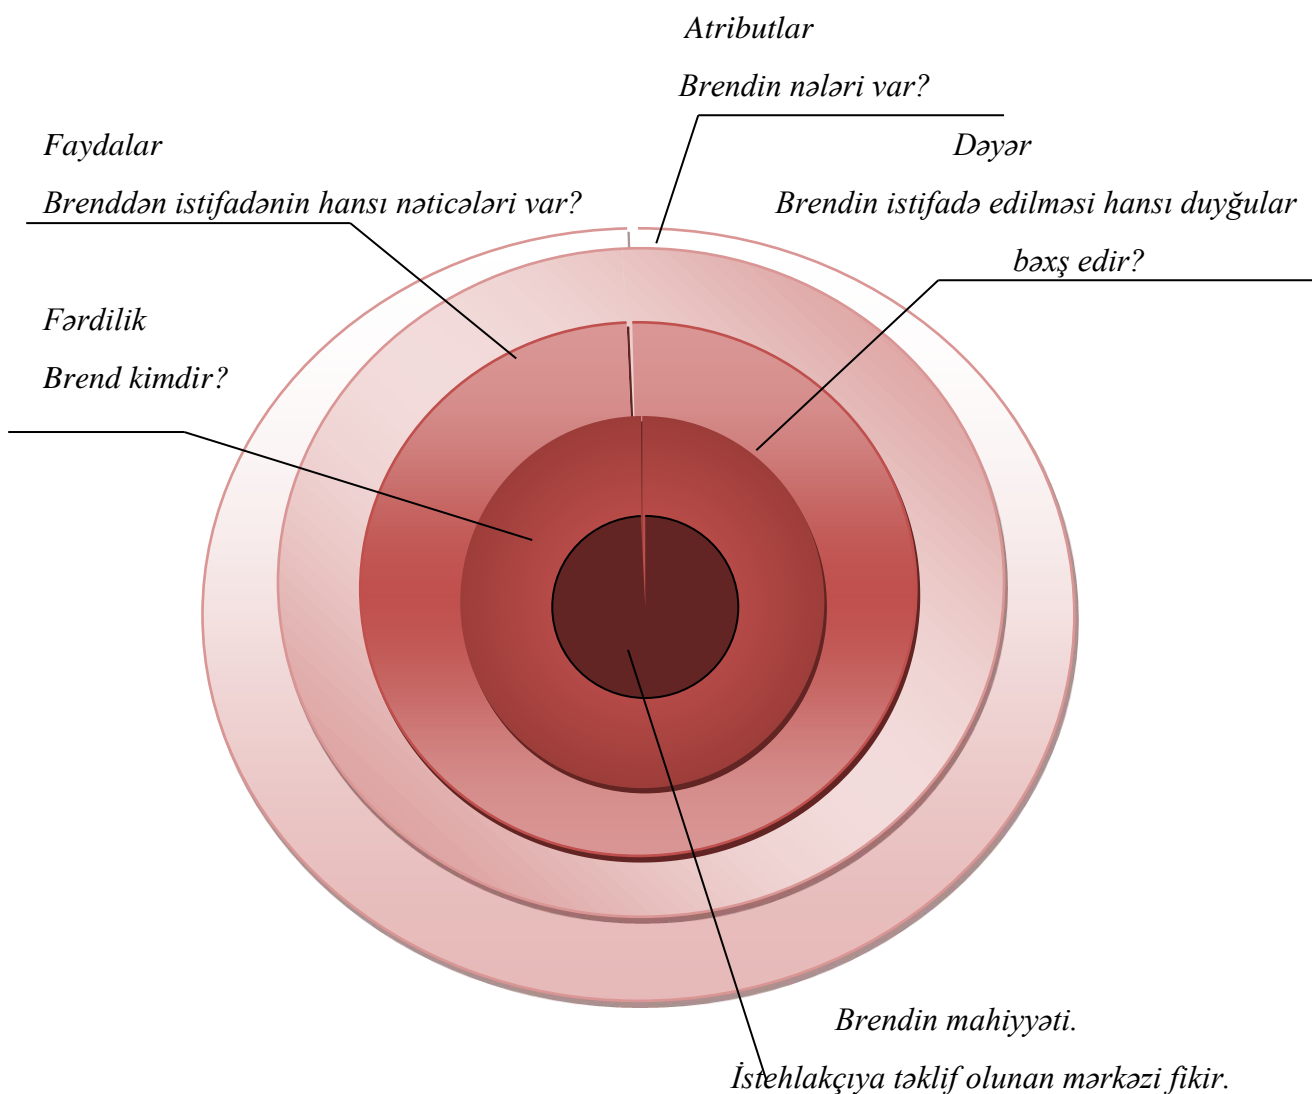 Atributlar
Brendin nələri var?
Faydalar
Brenddən istifadənin hansı nəticələri var?
Dəyər
Brendin istifadə edilməsi hansı duyğular
bəxş edir?
Fərdilik
Brend kimdir?
Brendin mahiyyəti.
İstehlakçıya təklif olunan mərkəzi fikir.